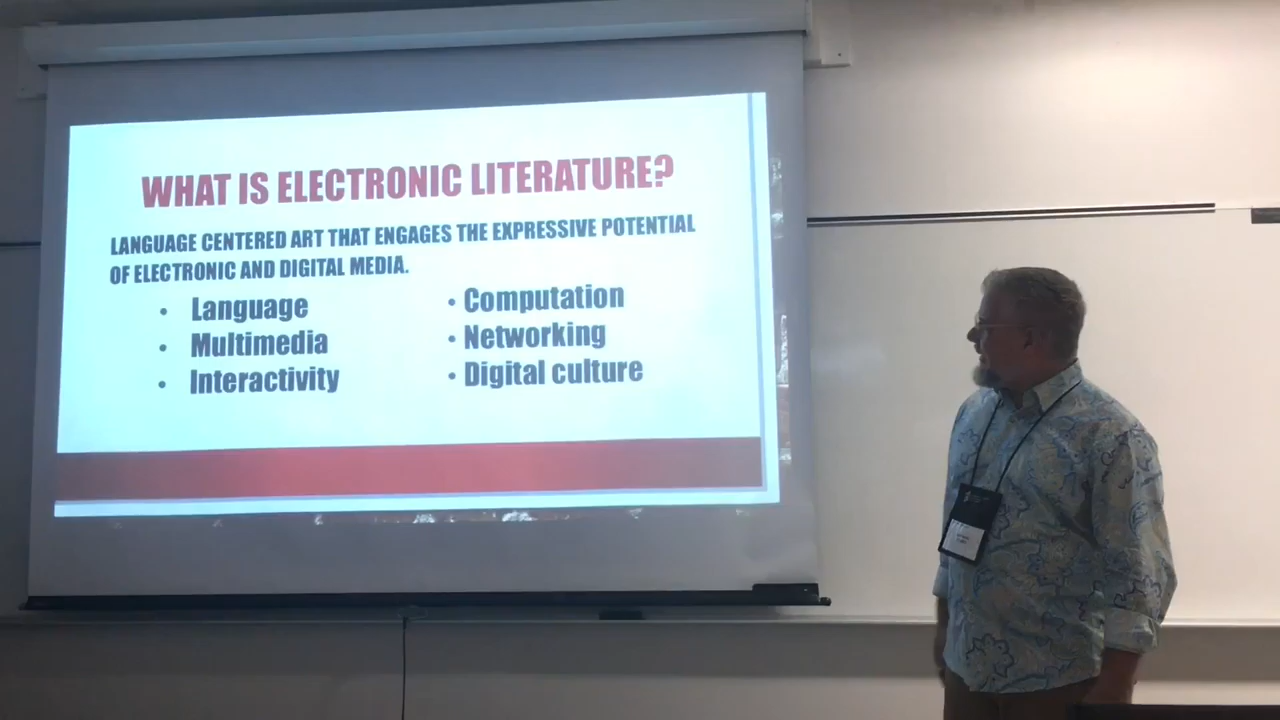 WHAT IS ELECTRONIC LITERATURE?
LANGUAGE CENTERED ART THAT ENGAGES THE EXPRESSIVE POTENTIAL
OF ELECTRONIC AND DIGITAL MEDIA.
• Language
• Multimedia
• Interactivity
• Computation
• Networking
• Digital culture